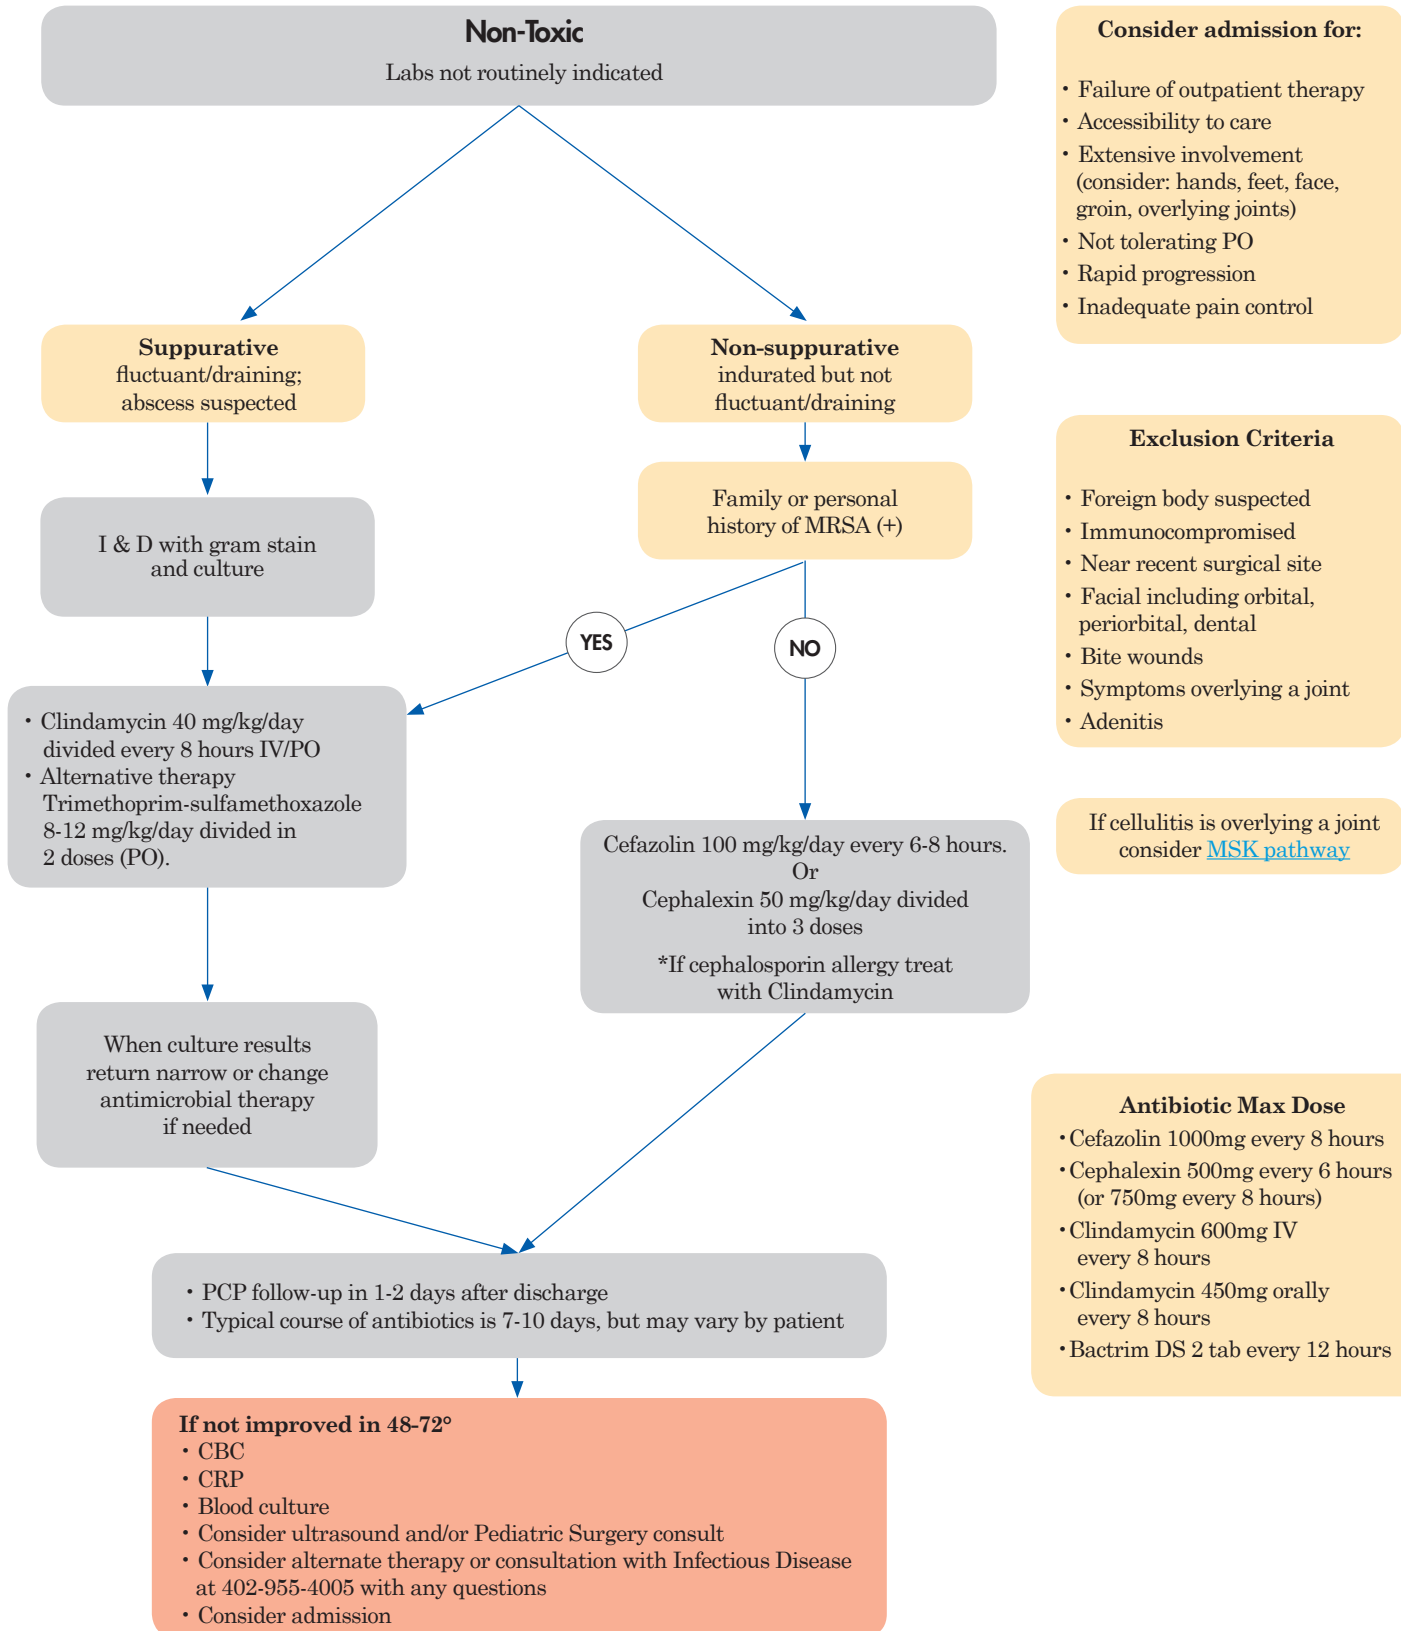 Non-Toxic
Labs not routinely indicated
Consider admission for:
• Failure of outpatient therapy
• Accessibility to care
• Extensive involvement
(consider: hands, feet, face,
groin, overlying joints)
• Not tolerating PO
• Rapid progression
• Inadequate pain control
Suppurative
fluctuant/draining;
abscess suspected
Non-suppurative
indurated but not
fluctuant/draining
Exclusion Criteria
• Foreign body suspected
• Immunocompromised
• Near recent surgical site
• Facial including orbital,
periorbital, dental
• Bite wounds
• Symptoms overlying a joint
• Adenitis
Family or personal
history of MRSA (+)
I & D with gram stain
and culture
YES
NO
• Clindamycin 40 mg/kg/day
divided every 8 hours IV/PO
• Alternative therapy
Trimethoprim-sulfamethoxazole
8-12 mg/kg/day divided in
2 doses (PO).
If cellulitis is overlying a joint
consider MSK pathway
Cefazolin 100 mg/kg/day every 6-8 hours.
Or
Cephalexin 50 mg/kg/day divided
into 3 doses
*If cephalosporin allergy treat
with Clindamycin
When culture results
return narrow or change
antimicrobial therapy
if needed
Antibiotic Max Dose
• Cefazolin 1000mg every 8 hours
• Cephalexin 500mg every 6 hours
(or 750mg every 8 hours)
• Clindamycin 600mg IV
every 8 hours
• Clindamycin 450mg orally
every 8 hours
• Bactrim DS 2 tab every 12 hours
• PCP follow-up in 1-2 days after discharge
• Typical course of antibiotics is 7-10 days, but may vary by patient
If not improved in 48-72°
• CBC
• CRP
• Blood culture
• Consider ultrasound and/or Pediatric Surgery consult
• Consider alternate therapy or consultation with Infectious Disease
at 402-955-4005 with any questions
• Consider admission